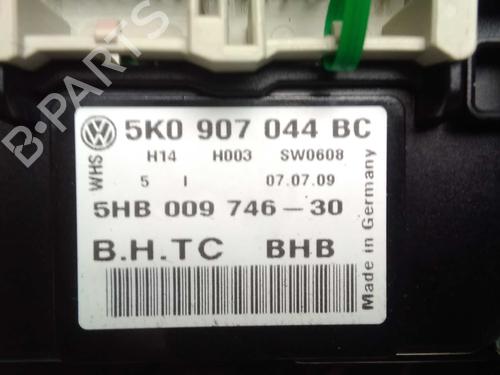 5K0 907 044 BC
WHS
H14 H003 SW0608
5 I 07.07.09
5HB 009 746-30
B.H.TC BHB
Made in Germany
B-PARTS